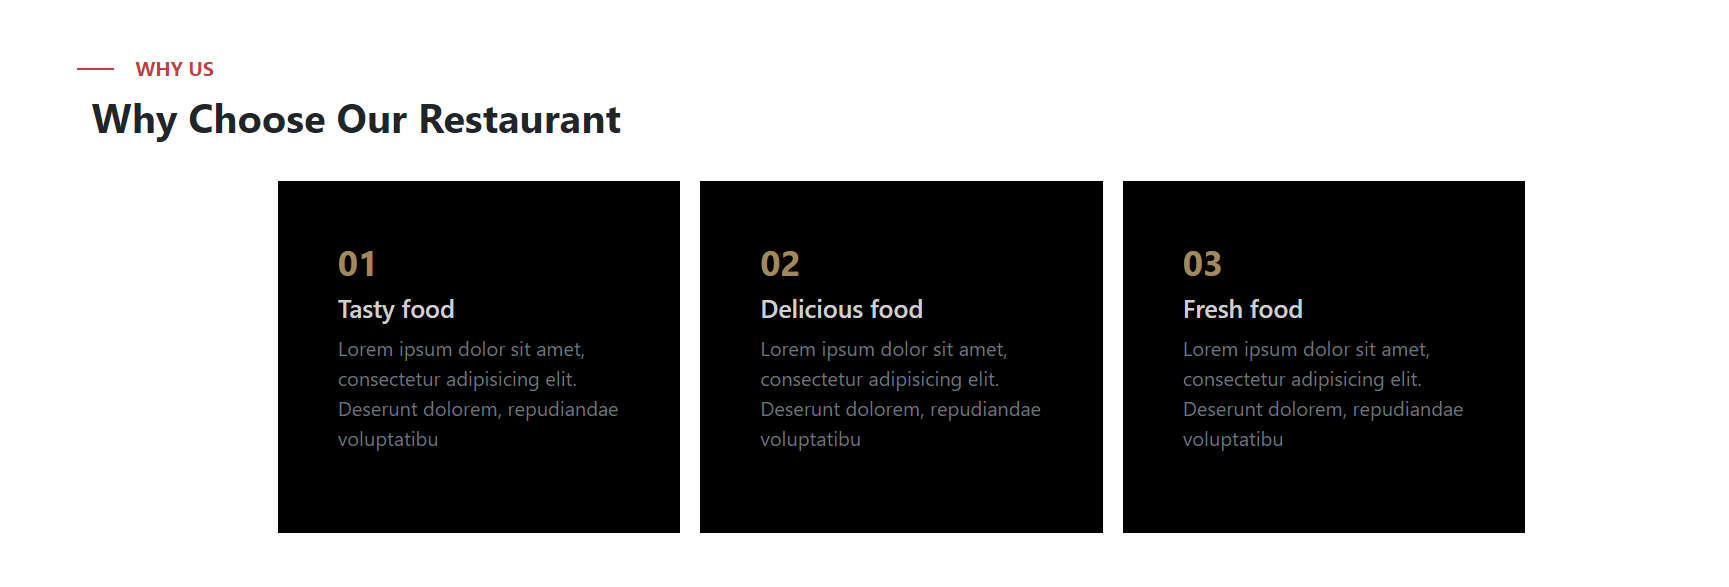 WHY US
Why Choose Our Restaurant
01
Tasty food
Lorem ipsum dolor sit amet,
consectetur adipisicing elit.
Deserunt dolorem, repudiandae
voluptatibu
02
Delicious food
Lorem ipsum dolor sit amet,
consectetur adipisicing elit.
Deserunt dolorem, repudiandae
voluptatibu
03
Fresh food
Lorem ipsum dolor sit amet,
consectetur adipisicing elit.
Deserunt dolorem, repudiandae
voluptatibu